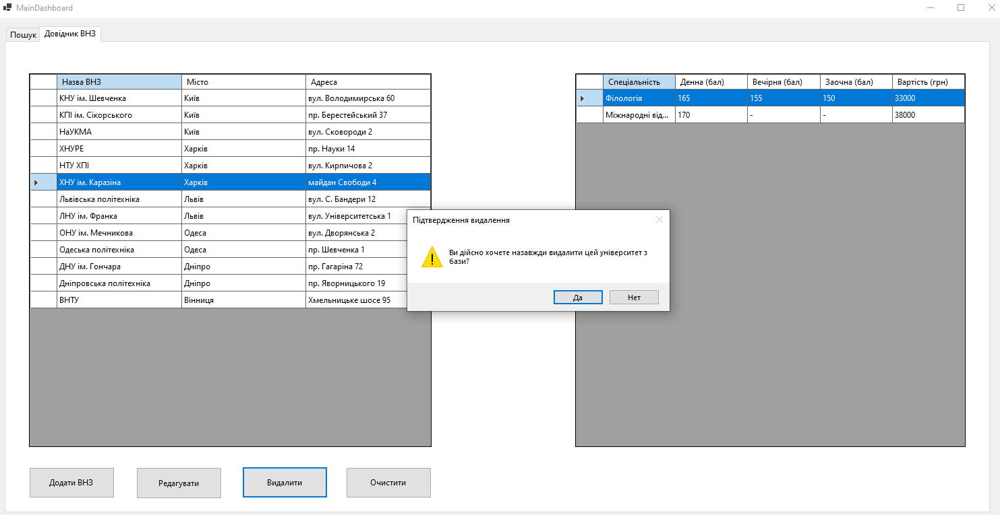 MainDashboard
Пошук Довідник ВНЗ
Назва ВНЗ Місто Адреса
КНУ ім. Шевченка Київ вул. Володимирська 60
КПІ ім. Сікорського Київ пр. Берестейський 37
НаУКМА Київ вул. Сковороди 2
ХНУРЕ Харків пр. Науки 14
НТУ ХПІ Харків вул. Кирпичова 2
ХНУ ім. Каразіна Харків майдан Свободи 4
Львівська політехніка Львів вул. С. Бандери 12
ЛНУ ім. Франка Львів вул. Університетська 1
ОНУ ім. Мечникова Одеса вул. Дворянська 2
Одеська політехніка Одеса пр. Шевченка 1
ДНУ ім. Гончара Дніпро пр. Гагаріна 72
Дніпровська політехніка Дніпро пр. Яворницького 19
ВНТУ Вінниця Хмельницьке шосе 95
Спеціальність Денна (бал) Вечірня (бал) Заочна (бал) Вартість (грн)
Філологія 165 155 150 33000
Міжнародні від... 170 - - 38000
Підтвердження видалення
Ви дійсно хочете назавжди видалити цей університет з
бази?
Да Нет
Додати ВНЗ Редагувати Видалити Очистити